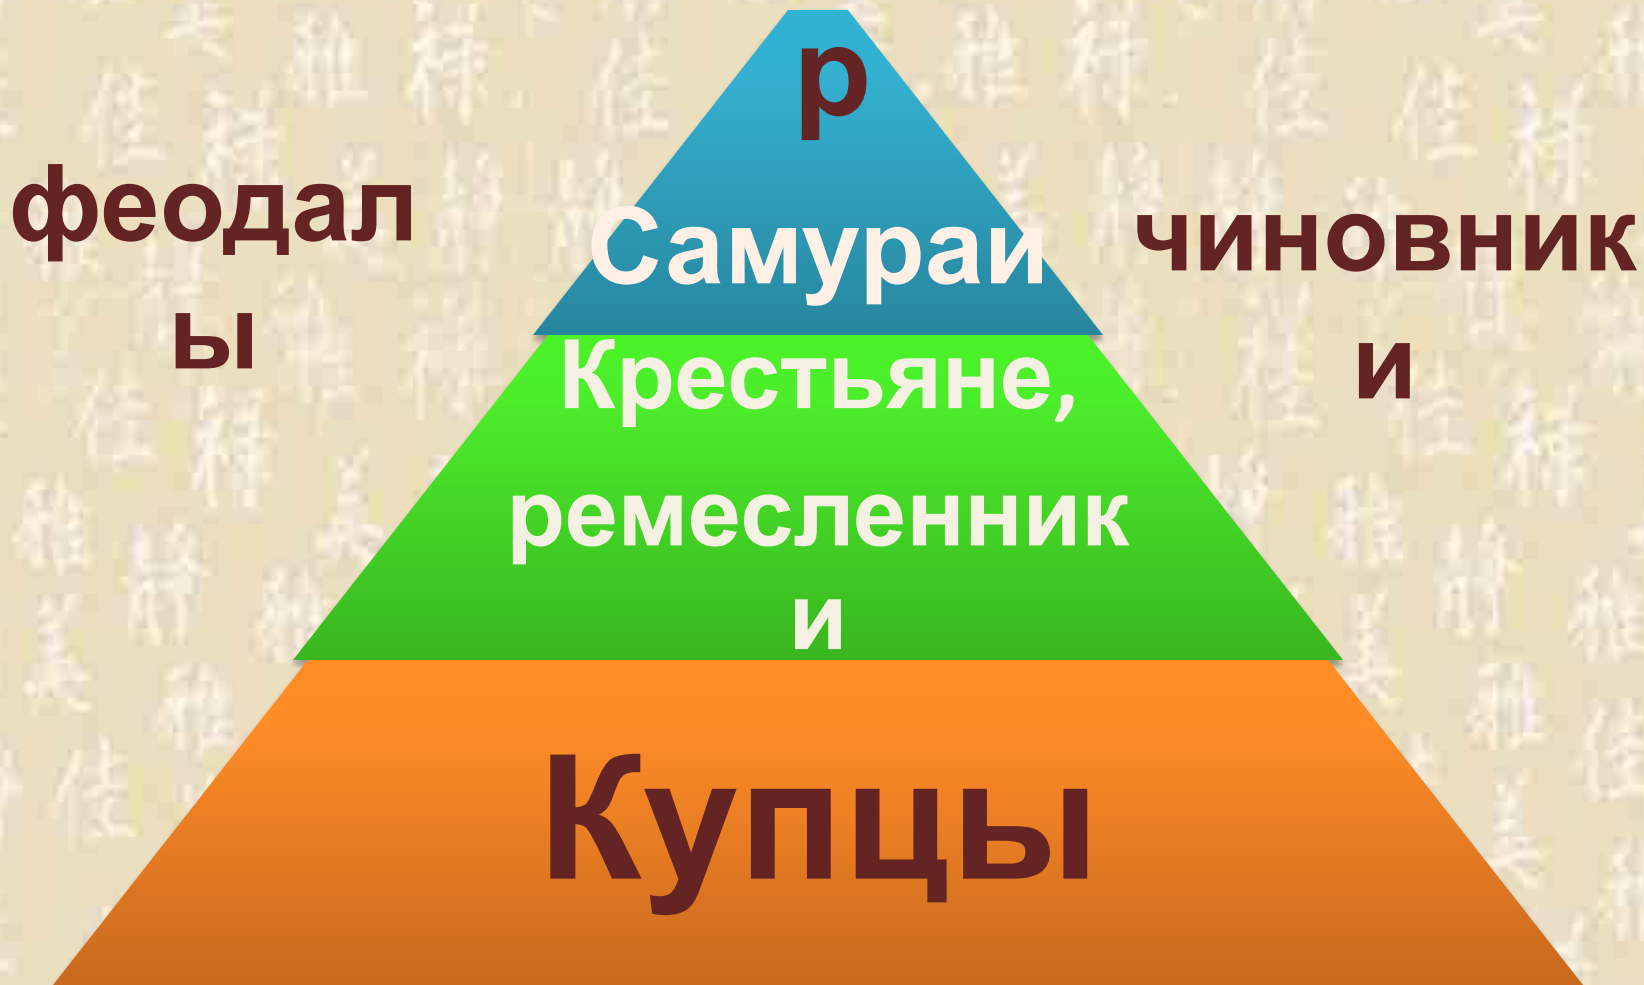 р
феодал
ы
Самураи
чиновник
и
Крестьяне,
ремесленник
и
Купцы